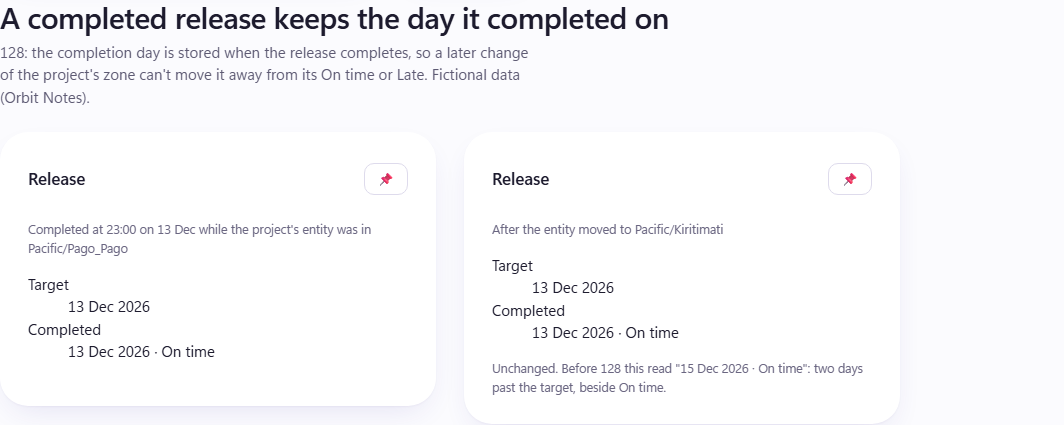 A completed release keeps the day it completed on
128: the completion day is stored when the release completes, so a later change
of the project's zone can't move it away from its On time or Late. Fictional data
(Orbit Notes).
Release
Completed at 23:00 on 13 Dec while the project's entity was in
Pacific/Pago_Pago
Target
13 Dec 2026
Completed
13 Dec 2026 · On time
Release
After the entity moved to Pacific/Kiritimati
Target
13 Dec 2026
Completed
13 Dec 2026 · On time
Unchanged. Before 128 this read "15 Dec 2026 · On time": two days
past the target, beside On time.